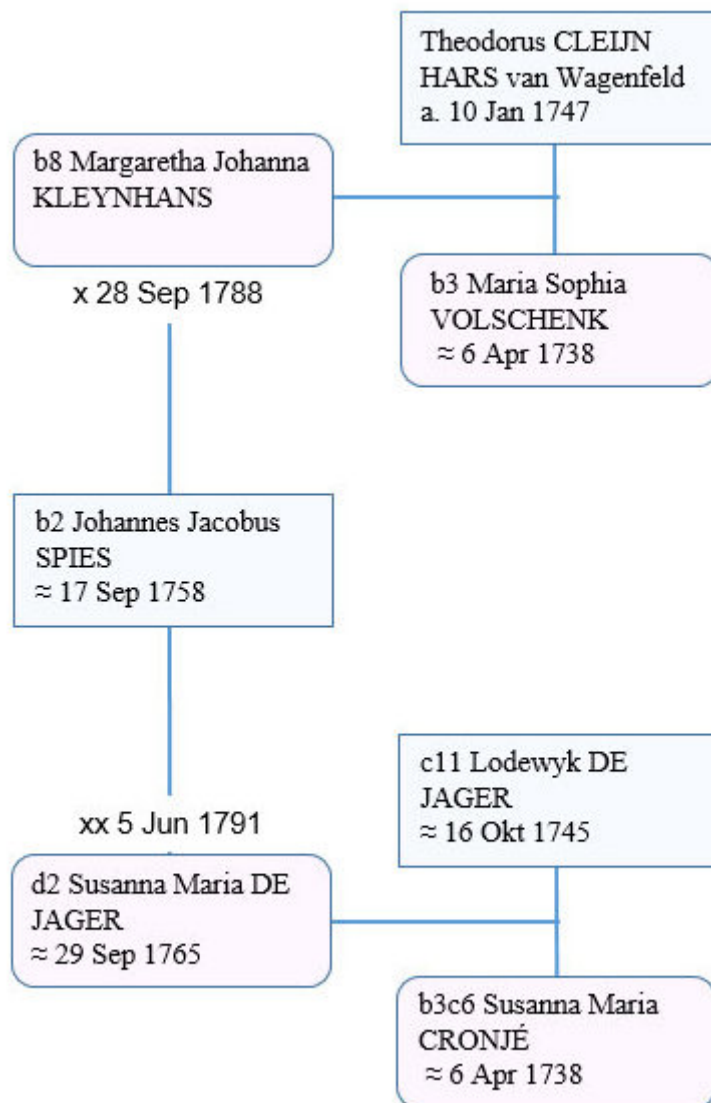 Theodorus CLEIJN
HARS van Wagenfeld
a. 10 Jan 1747
b8 Margaretha Johanna
KLEYNHANS
x 28 Sep 1788
b3 Maria Sophia
VOLSCHENK
≈ 6 Apr 1738
b2 Johannes Jacobus
SPIES
≈ 17 Sep 1758
c11 Lodewyk DE
JAGER
≈ 16 Okt 1745
xx 5 Jun 1791
d2 Susanna Maria DE
JAGER
≈ 29 Sep 1765
b3c6 Susanna Maria
CRONJÉ
≈ 6 Apr 1738